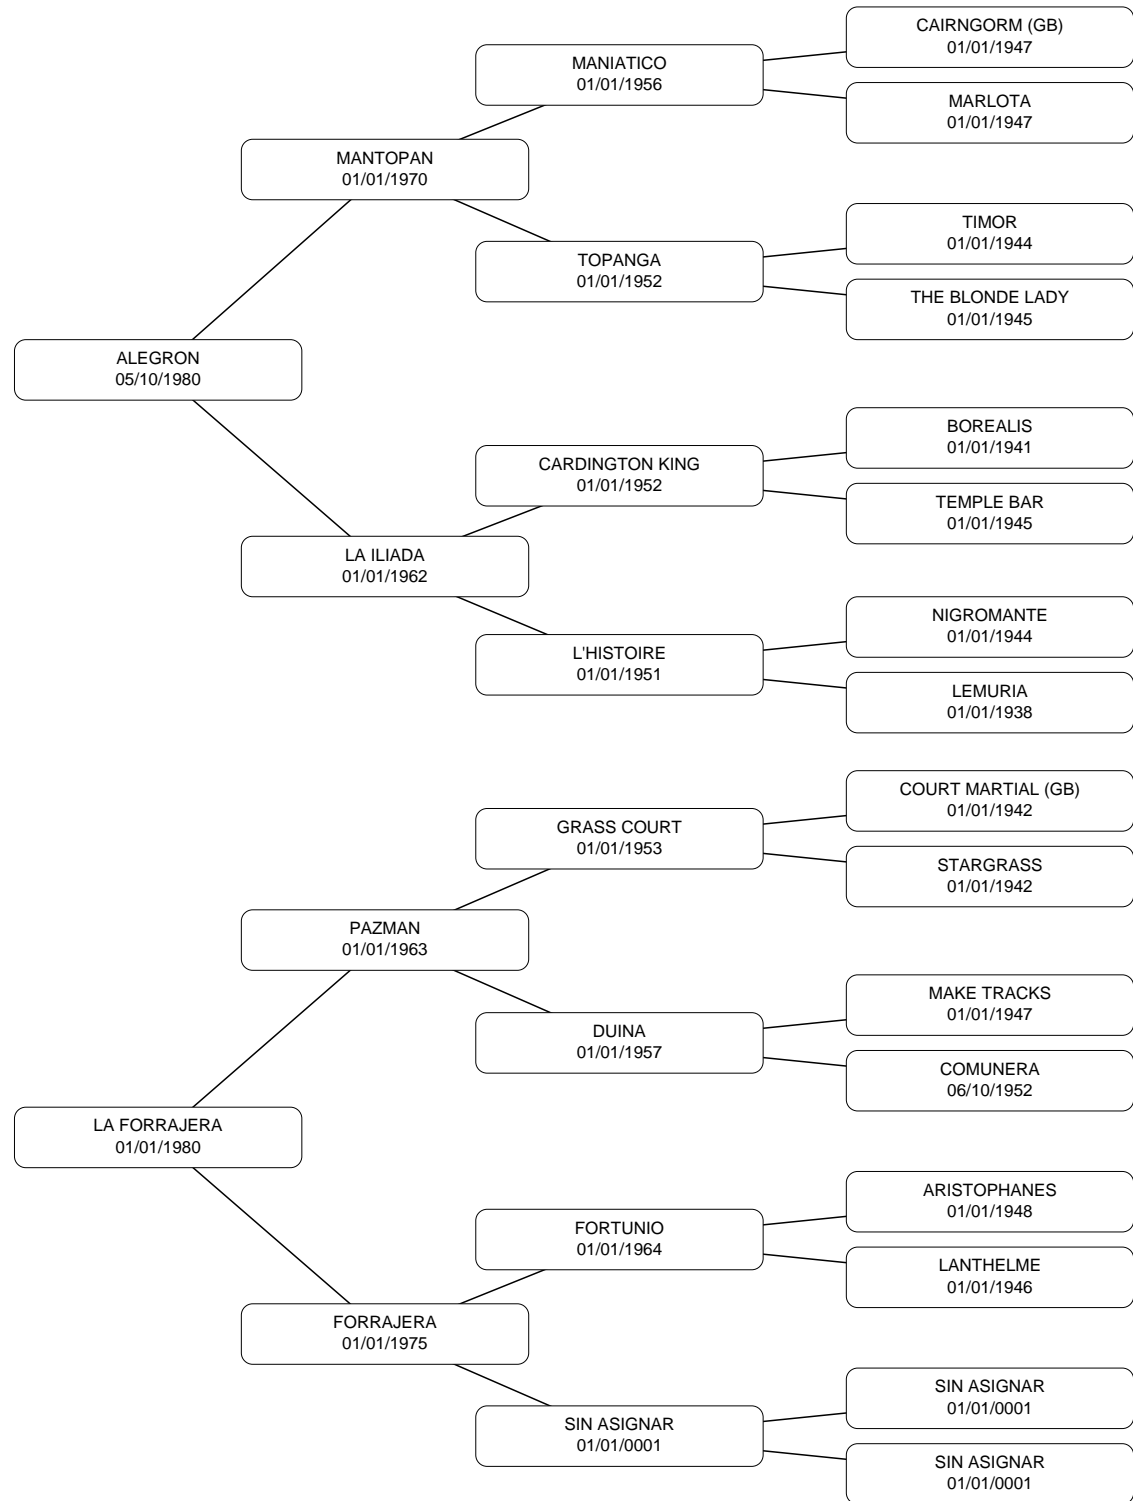 CAIRNGORM (GB)
01/01/1947
MANIATICO
01/01/1956
MARLOTA
01/01/1947
MANTOPAN
01/01/1970
TIMOR
01/01/1944
TOPANGA
01/01/1952
THE BLONDE LADY
01/01/1945
ALEGRON
05/10/1980
BOREALIS
01/01/1941
CARDINGTON KING
01/01/1952
TEMPLE BAR
01/01/1945
LA ILIADA
01/01/1962
NIGROMANTE
01/01/1944
L'HISTOIRE
01/01/1951
LEMURIA
01/01/1938
COURT MARTIAL (GB)
01/01/1942
GRASS COURT
01/01/1953
STARGRASS
01/01/1942
PAZMAN
01/01/1963
MAKE TRACKS
01/01/1947
DUINA
01/01/1957
COMUNERA
06/10/1952
LA FORRAJERA
01/01/1980
ARISTOPHANES
01/01/1948
FORTUNIO
01/01/1964
LANTHELME
01/01/1946
FORRAJERA
01/01/1975
SIN ASIGNAR
01/01/0001
SIN ASIGNAR
01/01/0001
SIN ASIGNAR
01/01/0001